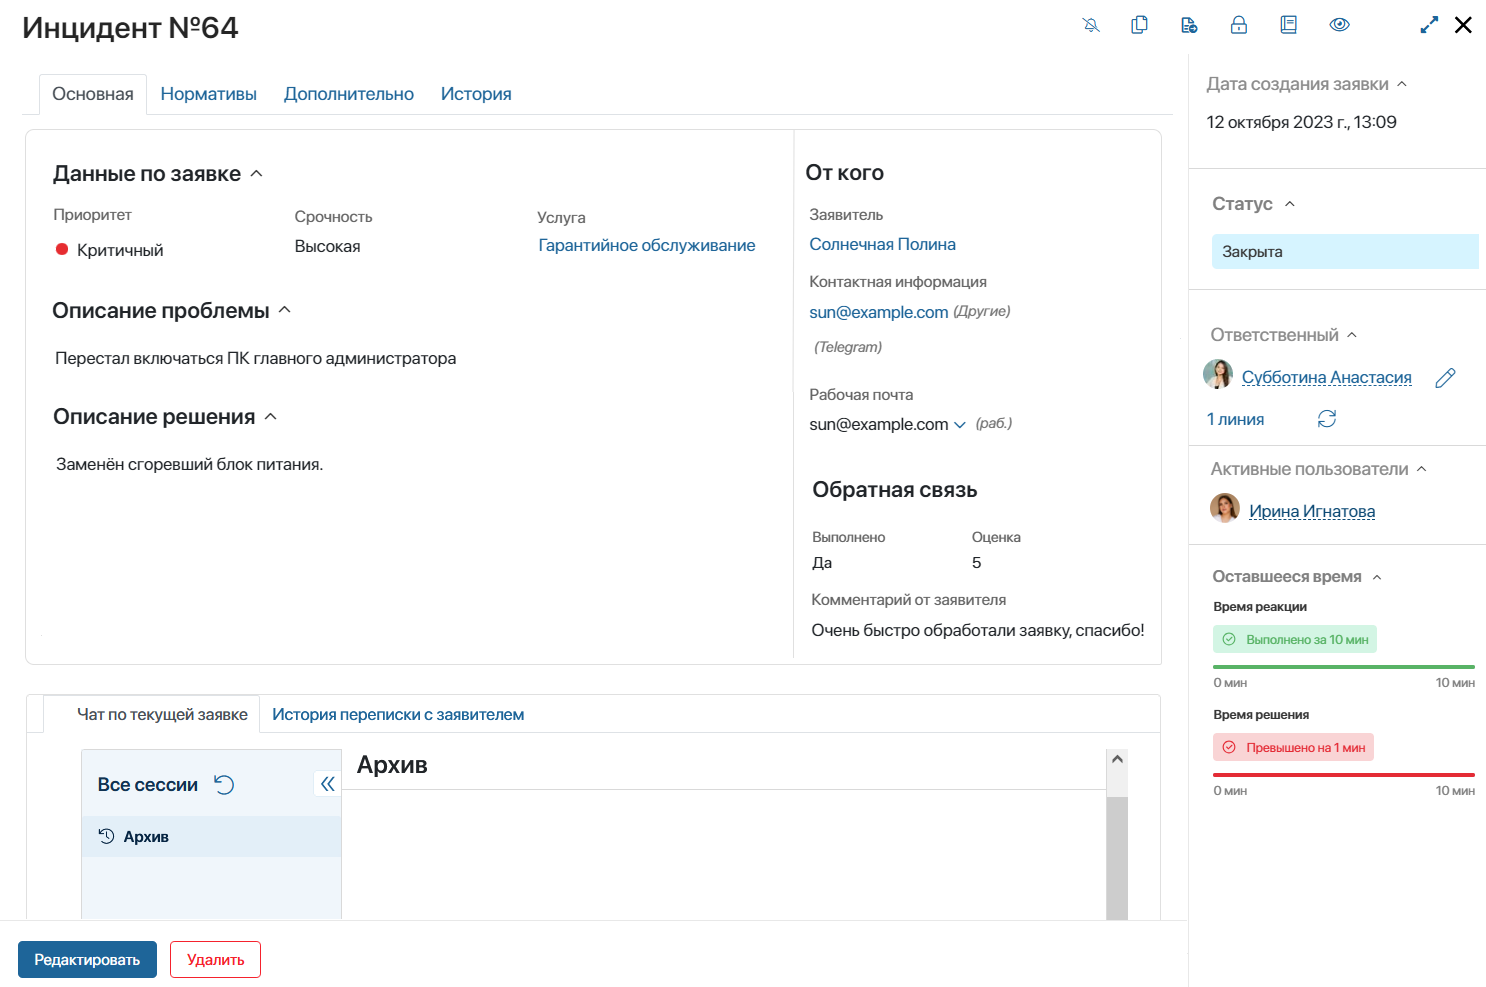 Инцидент №64
Основная Нормативы Дополнительно История
Данные по заявке
Приоритет Срочность Услуга
Критичный Высокая Гарантийное обслуживание
Описание проблемы
Перестал включаться ПК главного администратора
Описание решения
Заменён сгоревший блок питания.
От кого
Заявитель
Солнечная Полина
Контактная информация
sun@example.com (Другие)
(Telegram)
Рабочая почта
sun@example.com (раб.)
Обратная связь
Выполнено Оценка
Да 5
Комментарий от заявителя
Очень быстро обработали заявку, спасибо!
Чат по текущей заявке История переписки с заявителем
Все сессии
Архив
Архив
Редактировать Удалить
Дата создания заявки
12 октября 2023 г., 13:09
Статус
Закрыта
Ответственный
Субботина Анастасия
1 линия
Активные пользователи
Ирина Игнатова
Оставшееся время
Время реакции
Выполнено за 10 мин
0 мин 10 мин
Время решения
Превышено на 1 мин
0 мин 10 мин